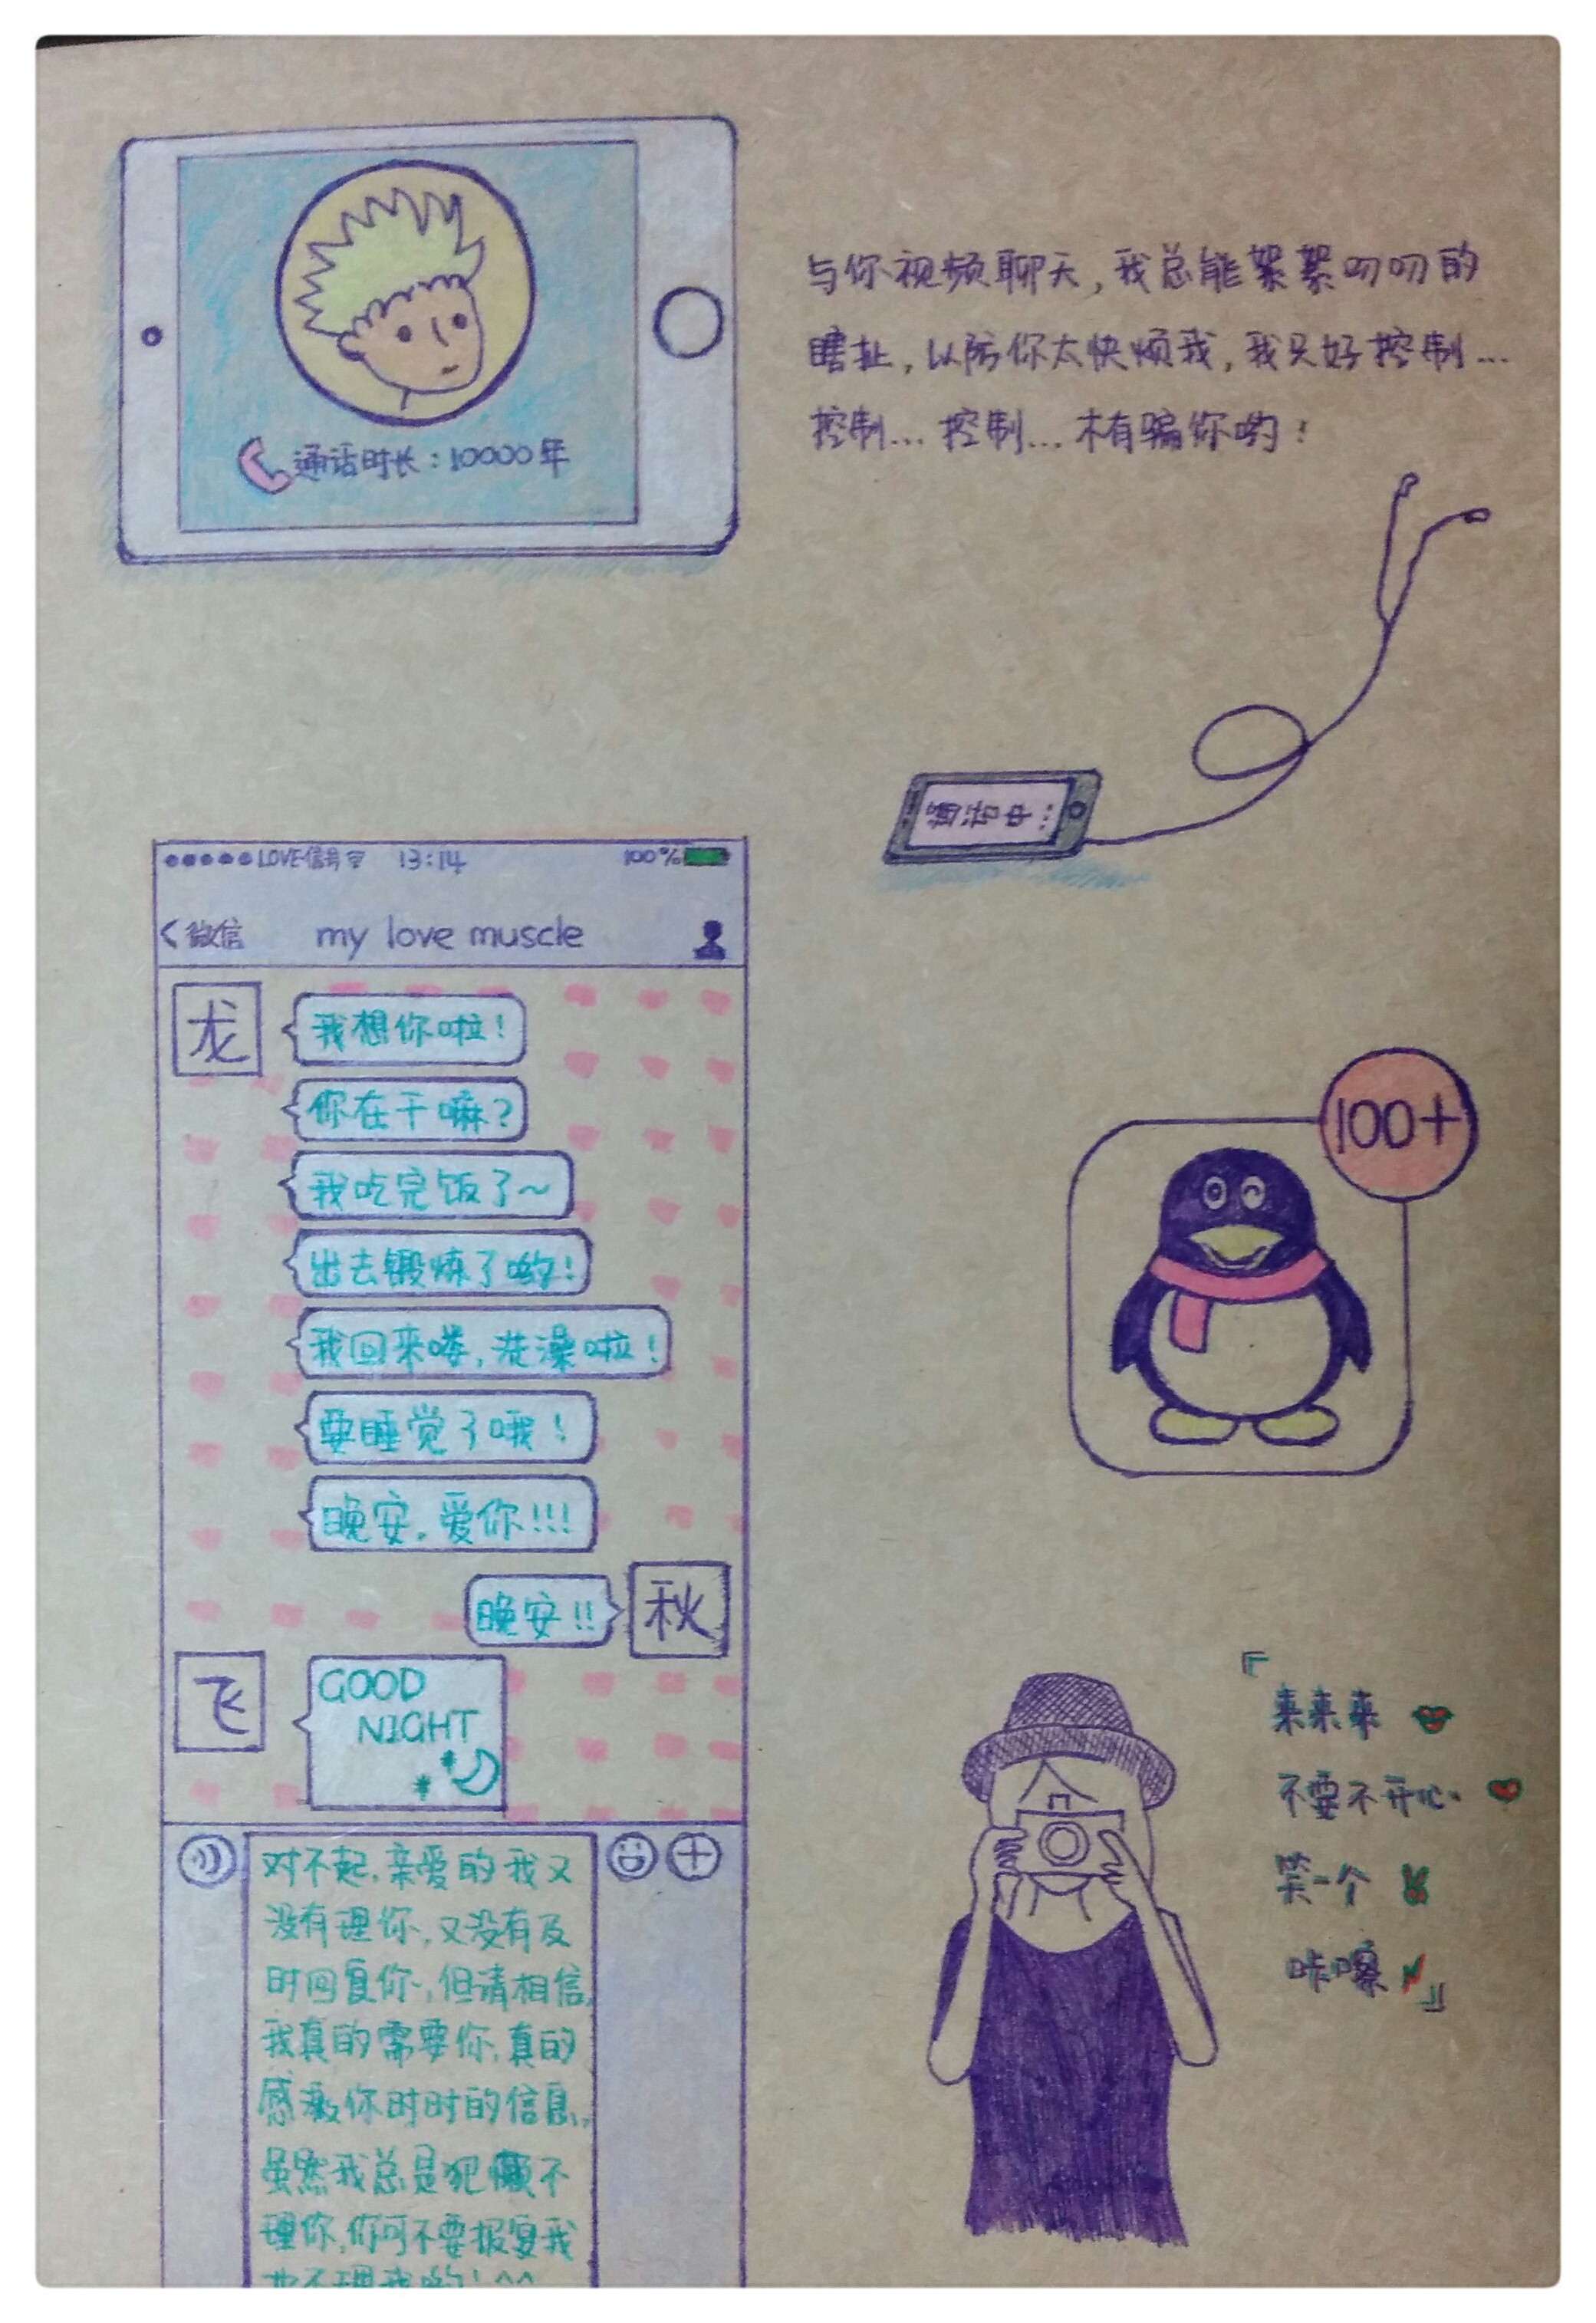 与你视频聊天,我总能絮絮叨叨的
瞎扯,以防你太快烦我,我只好控制...
控制...控制...木有骗你哟!
通话时长:10000年
通话中...
LOVE信号 13:14 100%
<微信 my love muscle
龙
我想你啦!
你在干嘛?
我吃完饭了~
出去锻炼了哟!
我回来喽,洗澡啦!
要睡觉了哦!
晚安,爱你!!!
晚安!!
秋
飞
GOOD
NIGHT
对不起,亲爱的我又
没有理你,又没有及
时回复你,但请相信,
我真的需要你,真的
感激你时时的信息,
虽然我总是犯懒不
理你,你可不要报复我
也不理我哟!^^
100+
「来来来
不要不开心
笑一个
咔嚓」